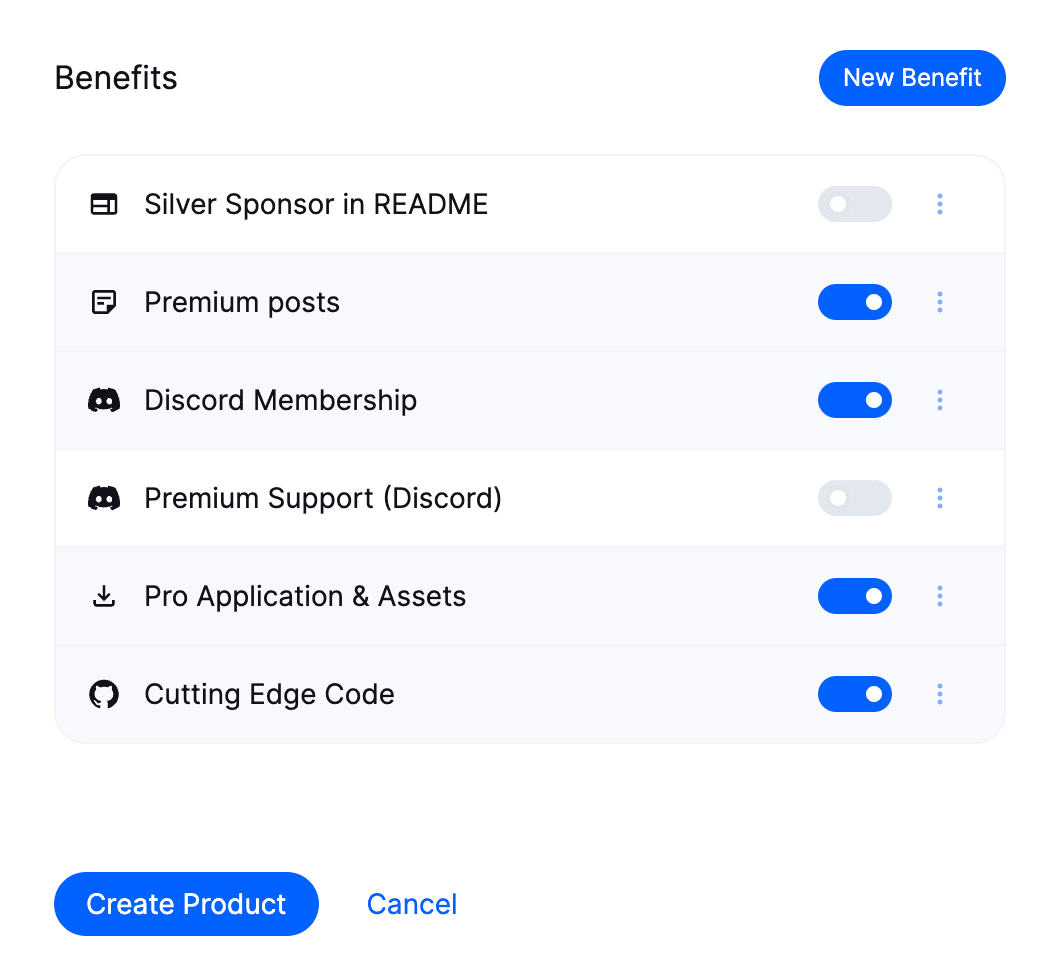 Benefits
New Benefit
Silver Sponsor in README
Premium posts
Discord Membership
Premium Support (Discord)
Pro Application & Assets
Cutting Edge Code
Create Product
Cancel